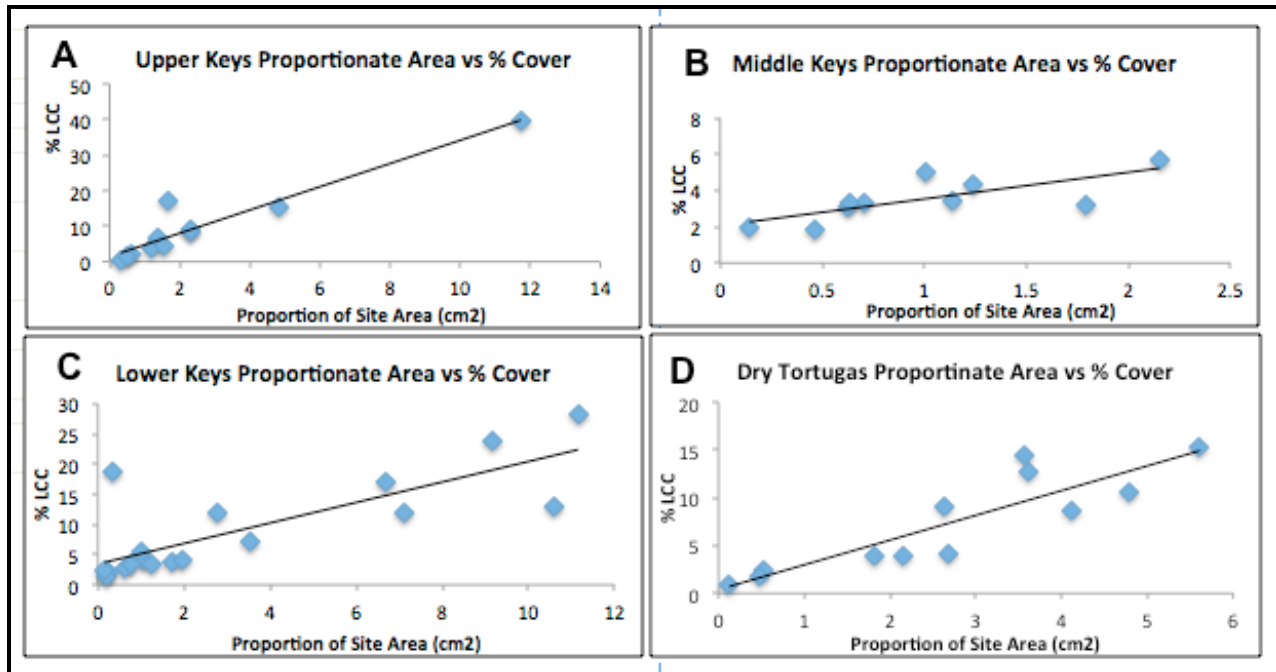 A
Upper Keys Proportionate Area vs % Cover
% LCC
50
40
30
20
10
0
0 2 4 6 8 10 12 14
Proportion of Site Area (cm2)
B
Middle Keys Proportionate Area vs % Cover
% LCC
8
6
4
2
0
0 0.5 1 1.5 2 2.5
Proportion of Site Area (cm2)
C
Lower Keys Proportionate Area vs % Cover
% LCC
30
25
20
15
10
5
0
0 2 4 6 8 10 12
Proportion of Site Area (cm2)
D
Dry Tortugas Proportinate Area vs % Cover
% LCC
20
15
10
5
0
0 1 2 3 4 5 6
Proportion of Site Area (cm2)